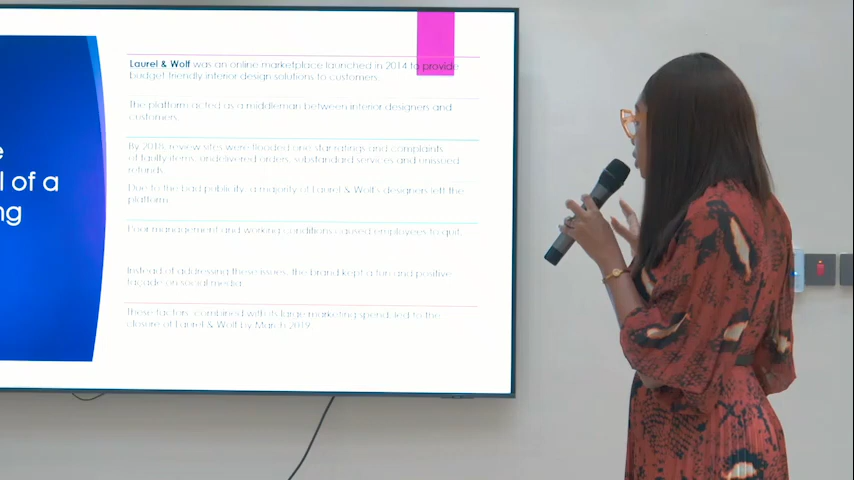 e
l of a
ng
Laurel & Wolf was an online marketplace launched in 2014 to provide
budget friendly interior design solutions to customers.
The platform acted as a middleman between interior designers and
customers.
By 2018, review sites were flooded one star ratings and complaints
of faulty items, undelivered orders, substandard services and unissued
refunds.
Due to the bad publicity, a majority of Laurel & Wolf's designers left the
platform.
Poor management and working conditions caused employees to quit.
Instead of addressing these issues, the brand kept a fun and positive
façade on social media.
These factors, combined with its large marketing spend, led to the
closure of Laurel & Wolf by March 2019.